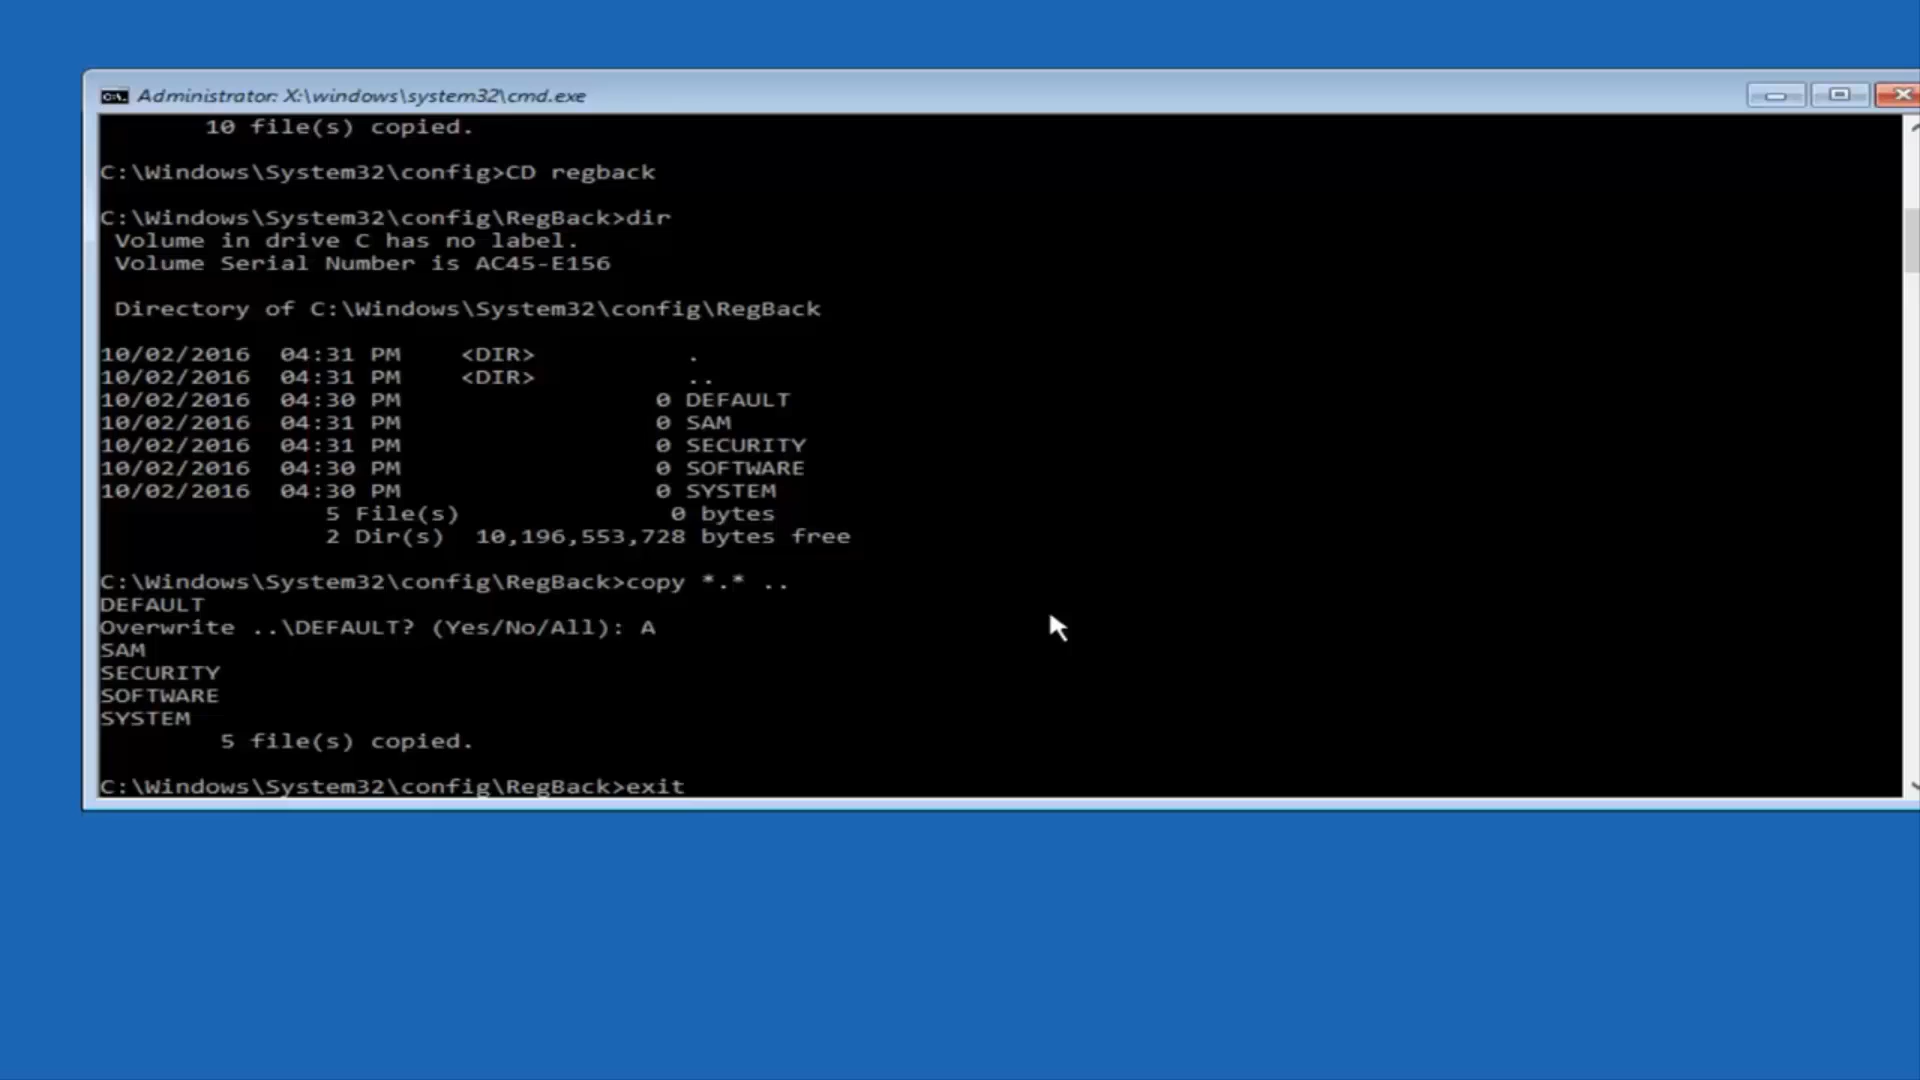 Administrator: X:\windows\system32\cmd.exe
10 file(s) copied.
C:\Windows\System32\config>CD regback
C:\Windows\System32\config\RegBack>dir
Volume in drive C has no label.
Volume Serial Number is AC45-E156
Directory of C:\Windows\System32\config\RegBack
10/02/2016  04:31 PM    <DIR>          .
10/02/2016  04:31 PM    <DIR>          ..
10/02/2016  04:30 PM                 0 DEFAULT
10/02/2016  04:31 PM                 0 SAM
10/02/2016  04:31 PM                 0 SECURITY
10/02/2016  04:30 PM                 0 SOFTWARE
10/02/2016  04:30 PM                 0 SYSTEM
5 File(s)              0 bytes
2 Dir(s)  10,196,553,728 bytes free
C:\Windows\System32\config\RegBack>copy *.* ..
DEFAULT
Overwrite ..\DEFAULT? (Yes/No/All): A
SAM
SECURITY
SOFTWARE
SYSTEM
5 file(s) copied.
C:\Windows\System32\config\RegBack>exit